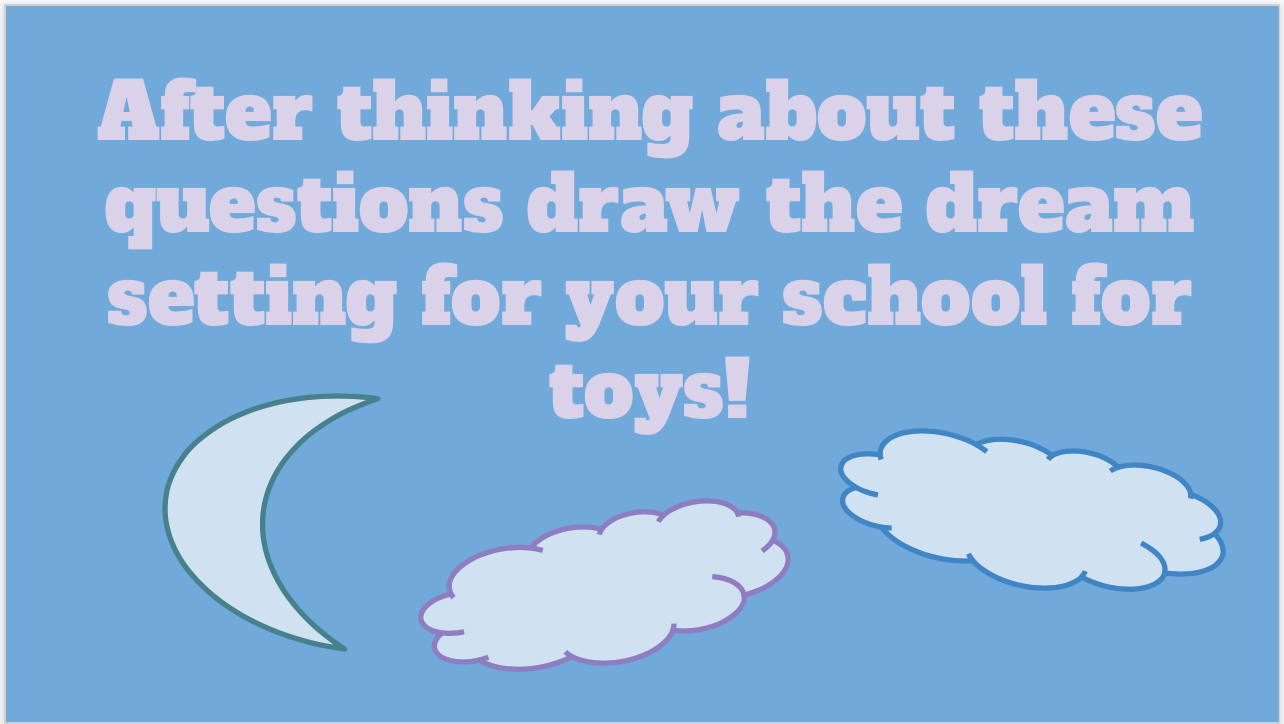 After thinking about these
questions draw the dream
setting for your school for
toys!